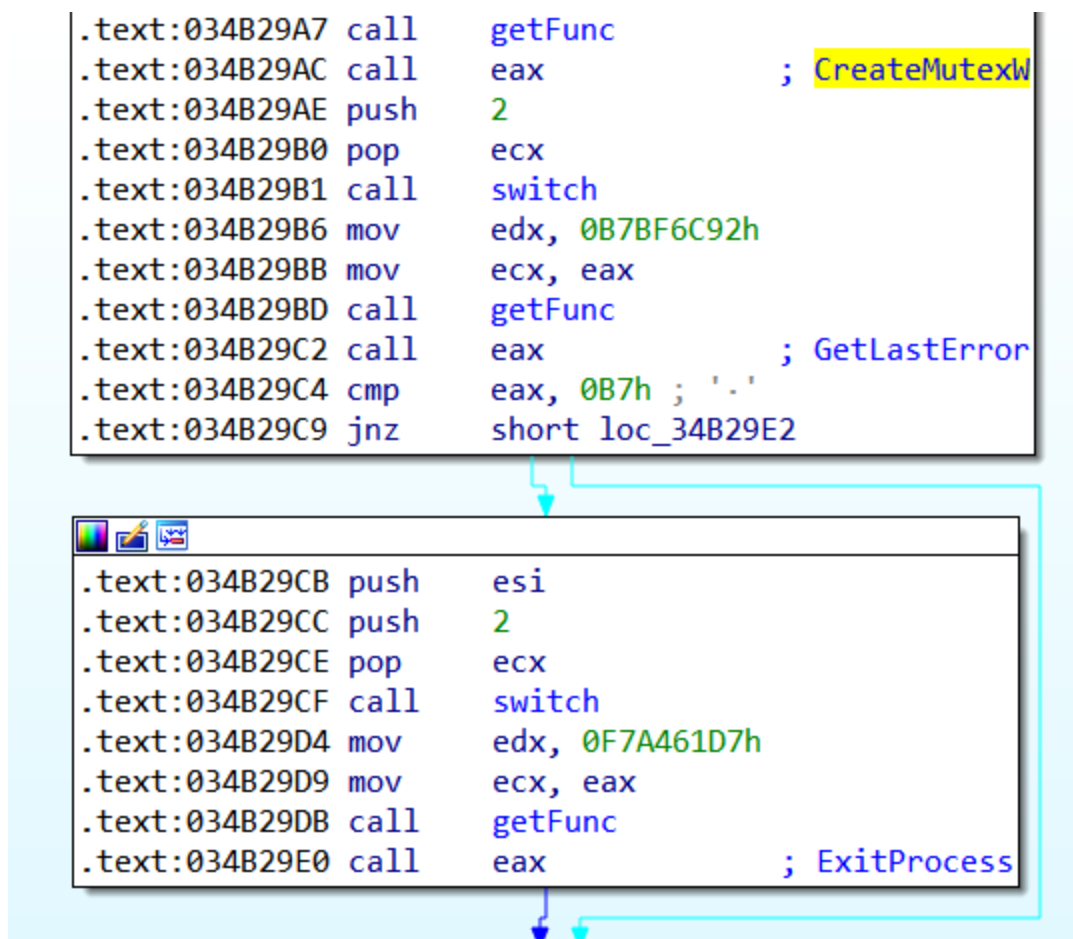 .text:034B29A7 call getFunc
.text:034B29AC call eax ; CreateMutexW
.text:034B29AE push 2
.text:034B29B0 pop ecx
.text:034B29B1 call switch
.text:034B29B6 mov edx, 0B7BF6C92h
.text:034B29BB mov ecx, eax
.text:034B29BD call getFunc
.text:034B29C2 call eax ; GetLastError
.text:034B29C4 cmp eax, 0B7h ; '·'
.text:034B29C9 jnz short loc_34B29E2
.text:034B29CB push esi
.text:034B29CC push 2
.text:034B29CE pop ecx
.text:034B29CF call switch
.text:034B29D4 mov edx, 0F7A461D7h
.text:034B29D9 mov ecx, eax
.text:034B29DB call getFunc
.text:034B29E0 call eax ; ExitProcess